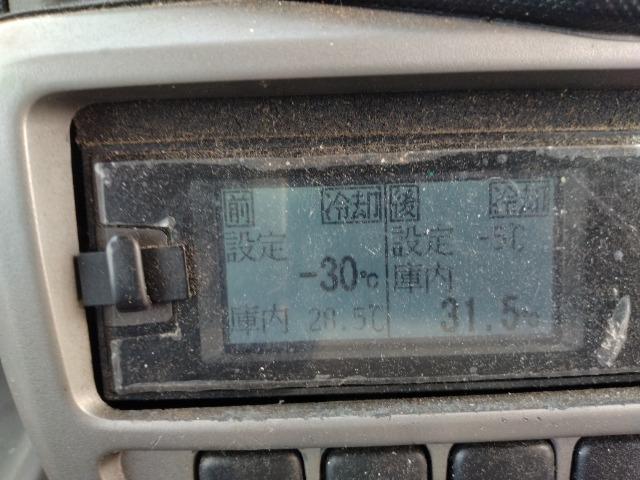 前 冷却 後 冷却
設定 設定 -5℃
-30℃ 庫内
庫内 28.5℃ 31.5℃